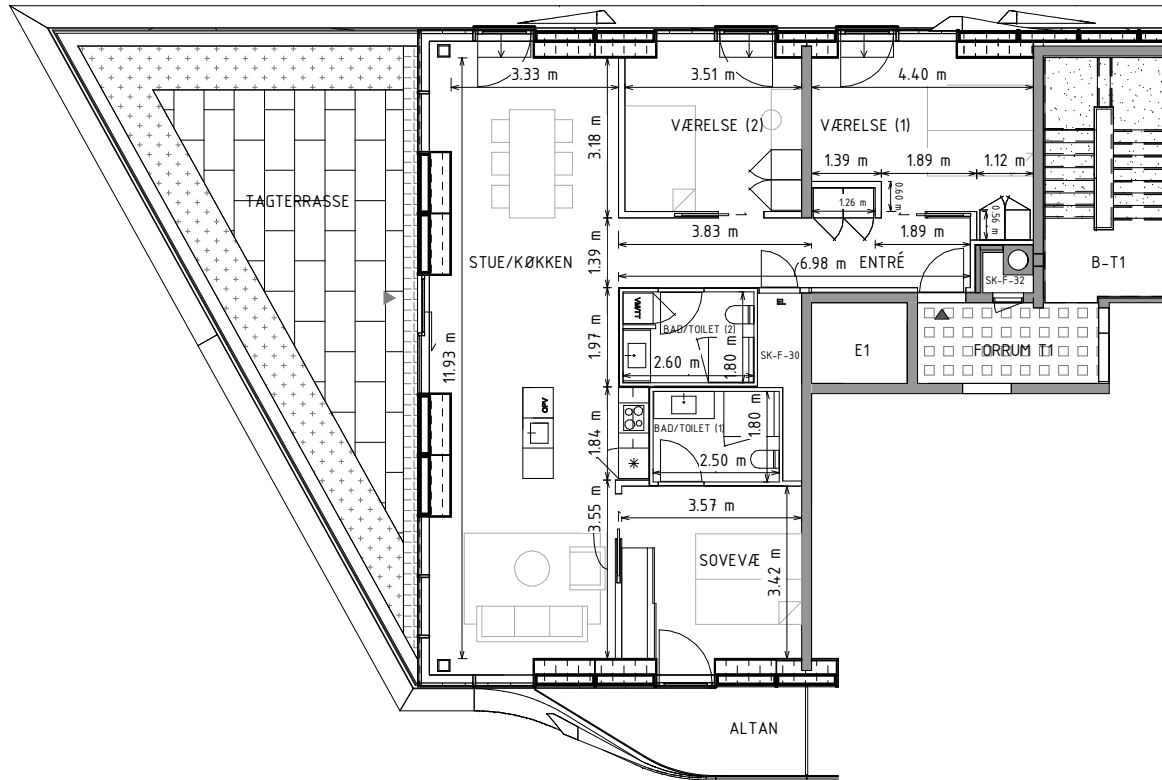 3.33 m
3.51 m
4.40 m
VÆRELSE (2)
VÆRELSE (1)
3.18 m
1.39 m
1.89 m
1.12 m
TAGTERRASSE
1.26 m
0.60 m
0.56 m
3.83 m
1.89 m
STUE/KØKKEN
1.39 m
6.98 m
ENTRÉ
B-T1
SK-F-32
VM/TT
EL
BAD/TOILET (2)
1.97 m
2.60 m
1.80 m
SK-F-30
E1
FORRUM T1
11.93 m
OPV
1.84 m
BAD/TOILET (1)
1.80 m
2.50 m
3.55 m
3.57 m
SOVEVÆ
3.42 m
ALTAN